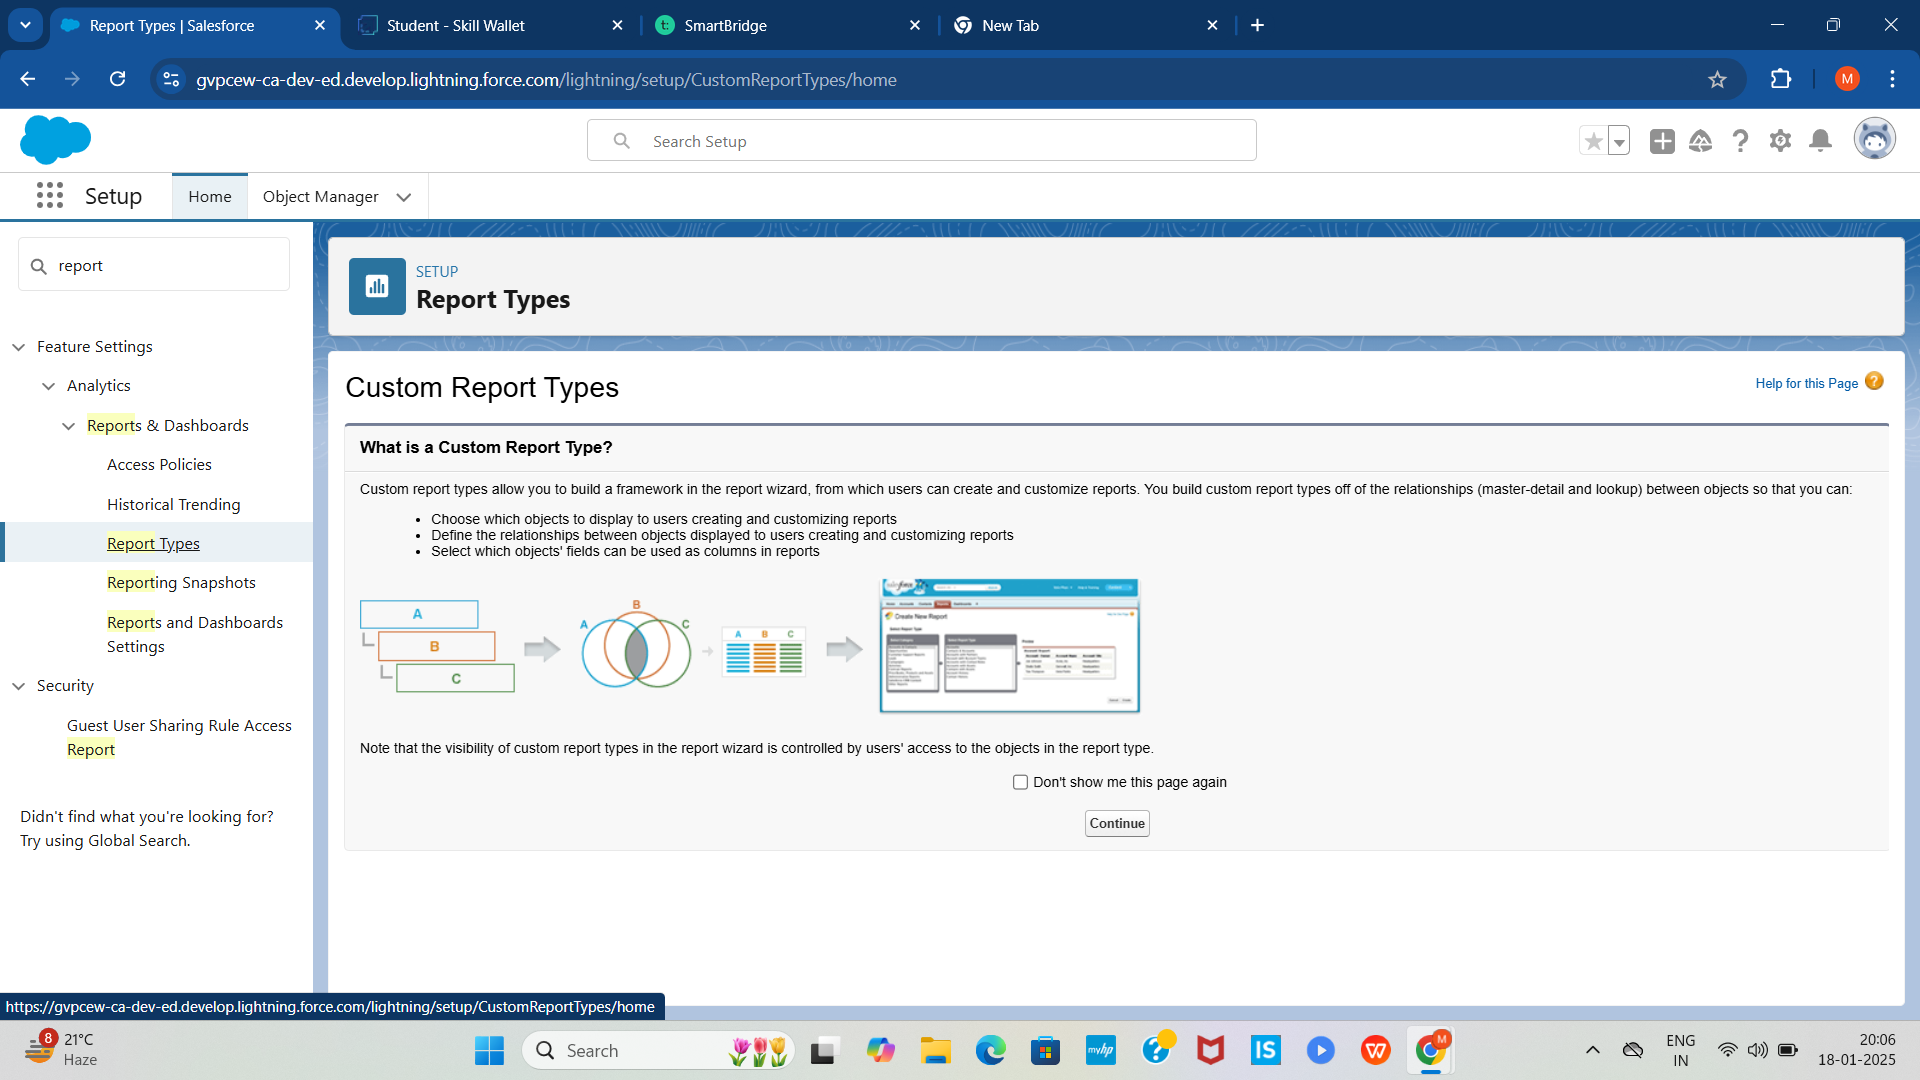 Report Types | Salesforce
Student - Skill Wallet
SmartBridge
New Tab
gvpcew-ca-dev-ed.develop.lightning.force.com/lightning/setup/CustomReportTypes/home
M
Search Setup
Setup
Home
Object Manager
report
Feature Settings
Analytics
Reports & Dashboards
Access Policies
Historical Trending
Report Types
Reporting Snapshots
Reports and Dashboards
Settings
Security
Guest User Sharing Rule Access
Report
Didn't find what you're looking for?
Try using Global Search.
SETUP
Report Types
Custom Report Types
Help for this Page
What is a Custom Report Type?
Custom report types allow you to build a framework in the report wizard, from which users can create and customize reports. You build custom report types off of the relationships (master-detail and lookup) between objects so that you can:
• Choose which objects to display to users creating and customizing reports
• Define the relationships between objects displayed to users creating and customizing reports
• Select which objects' fields can be used as columns in reports
A
B
C
A B C
A B C
Create New Report
Note that the visibility of custom report types in the report wizard is controlled by users' access to the objects in the report type.
Don't show me this page again
Continue
https://gvpcew-ca-dev-ed.develop.lightning.force.com/lightning/setup/CustomReportTypes/home
8
21°C
Haze
Search
myhp
IS
M
ENG
IN
20:06
18-01-2025